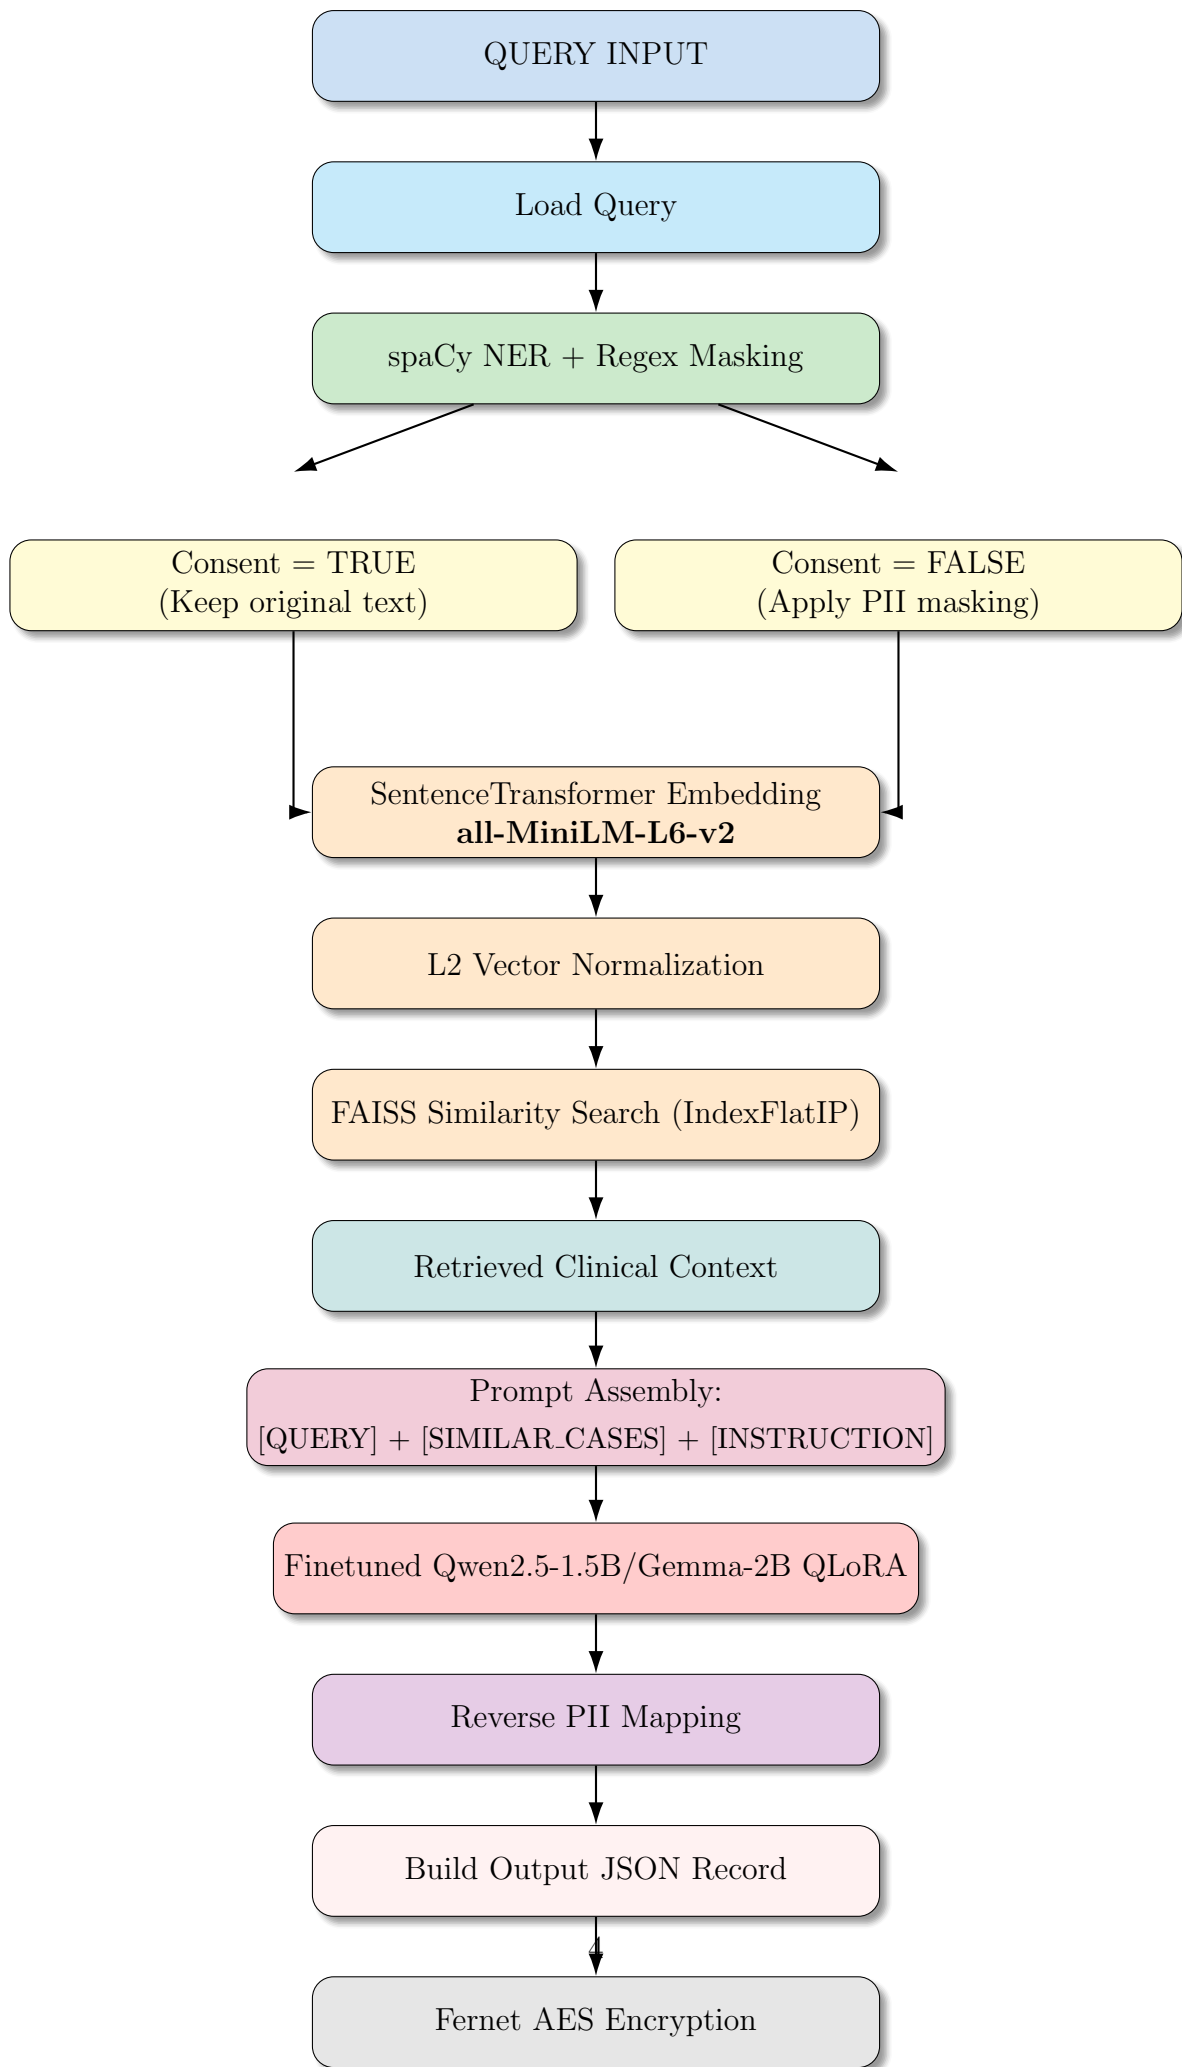 QUERY INPUT
Load Query
spaCy NER + Regex Masking
Consent = TRUE
(Keep original text)
Consent = FALSE
(Apply PII masking)
SentenceTransformer Embedding
all-MiniLM-L6-v2
L2 Vector Normalization
FAISS Similarity Search (IndexFlatIP)
Retrieved Clinical Context
Prompt Assembly:
[QUERY] + [SIMILAR_CASES] + [INSTRUCTION]
Finetuned Qwen2.5-1.5B/Gemma-2B QLoRA
Reverse PII Mapping
Build Output JSON Record
4
Fernet AES Encryption